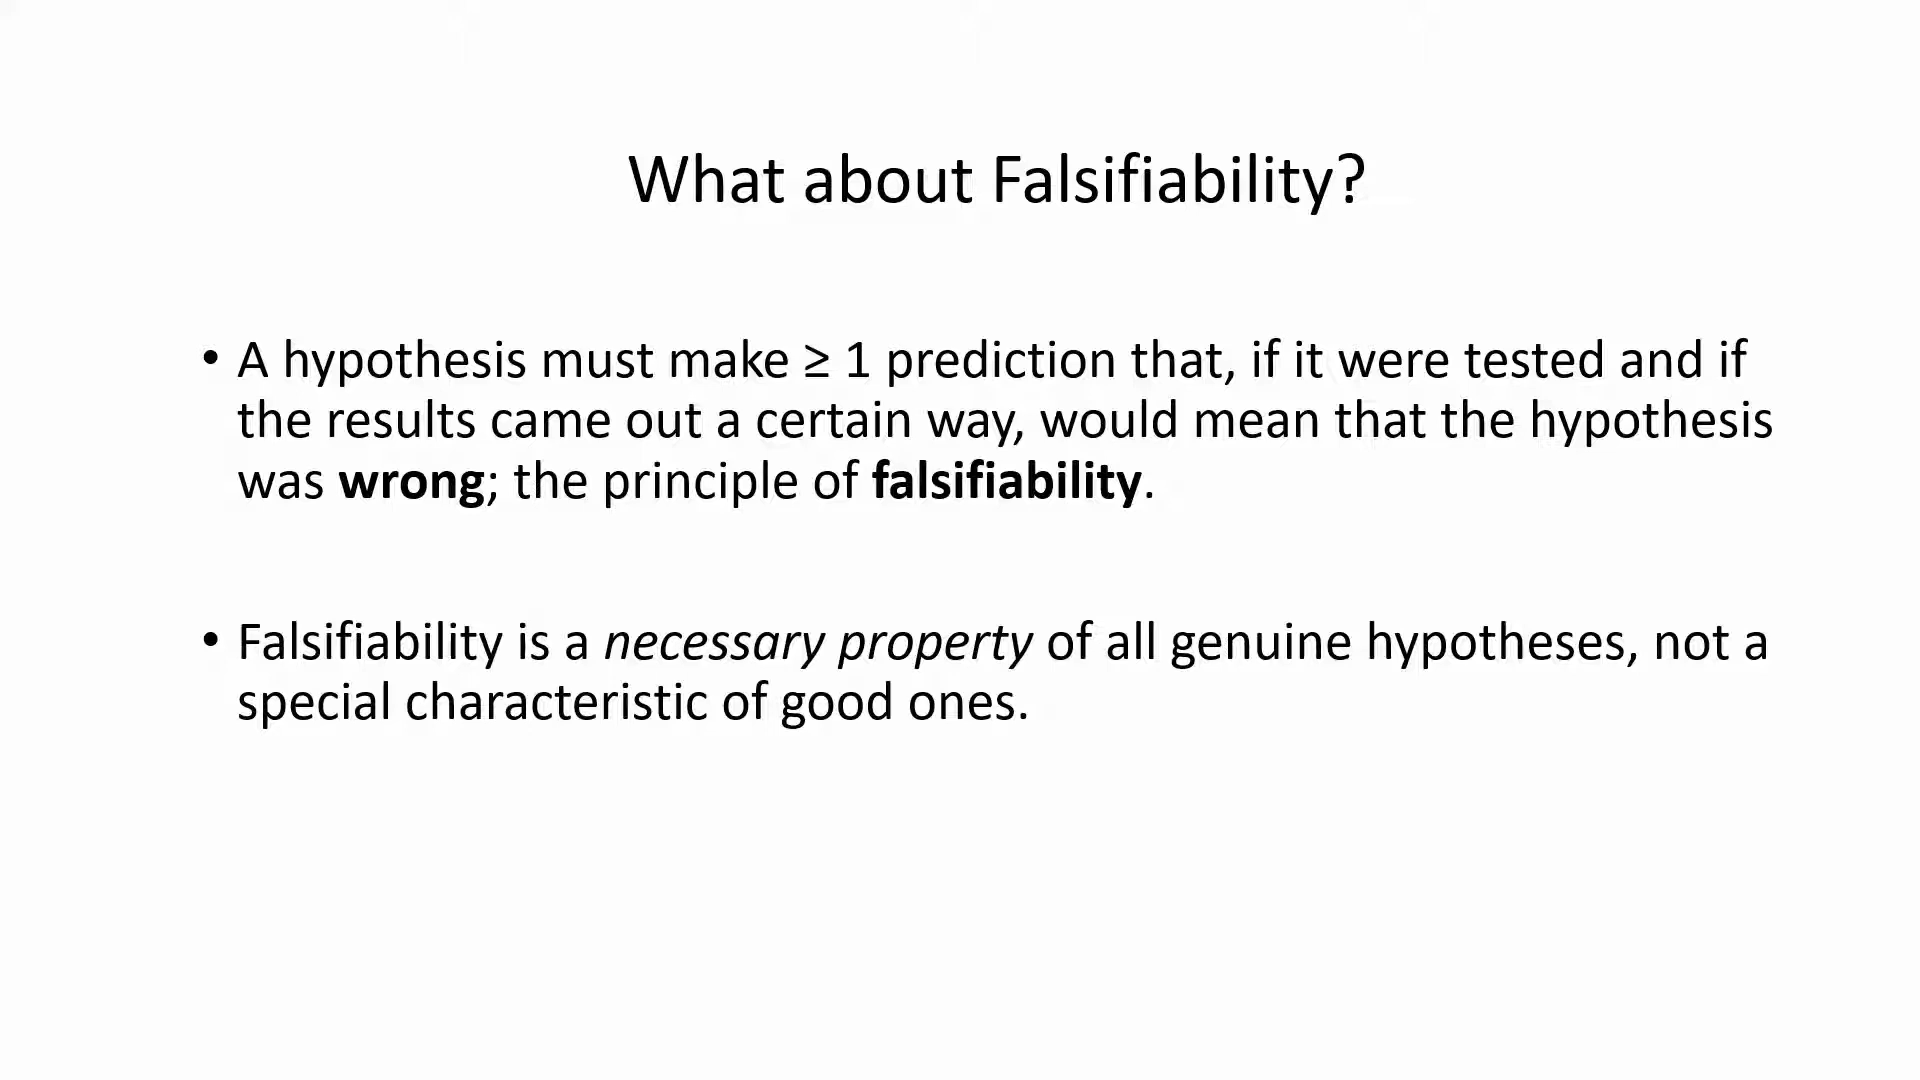 What about Falsifiability?
• A hypothesis must make ≥ 1 prediction that, if it were tested and if
the results came out a certain way, would mean that the hypothesis
was wrong; the principle of falsifiability.
• Falsifiability is a necessary property of all genuine hypotheses, not a
special characteristic of good ones.